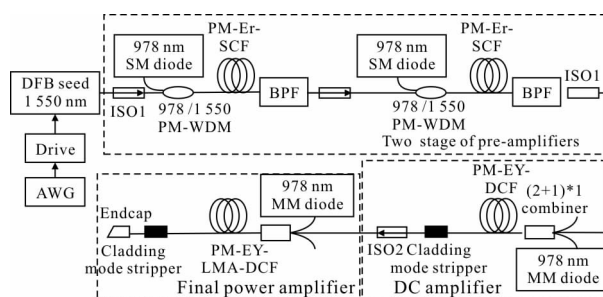 PM-Er-
SCF
978 nm
SM diode
DFB seed
1 550 nm
ISO1
978 /1 550
PM-WDM
BPF
PM-Er-
SCF
978 nm
SM diode
978 /1 550
PM-WDM
BPF
ISO1
Two stage of pre-amplifiers
Drive
AWG
978 nm
MM diode
Endcap
Cladding
mode stripper
PM-EY-
LMA-DCF
Final power amplifier
PM-EY-
DCF
(2+1)*1
combiner
ISO2 Cladding
mode stripper
978 nm
MM diode
DC amplifier